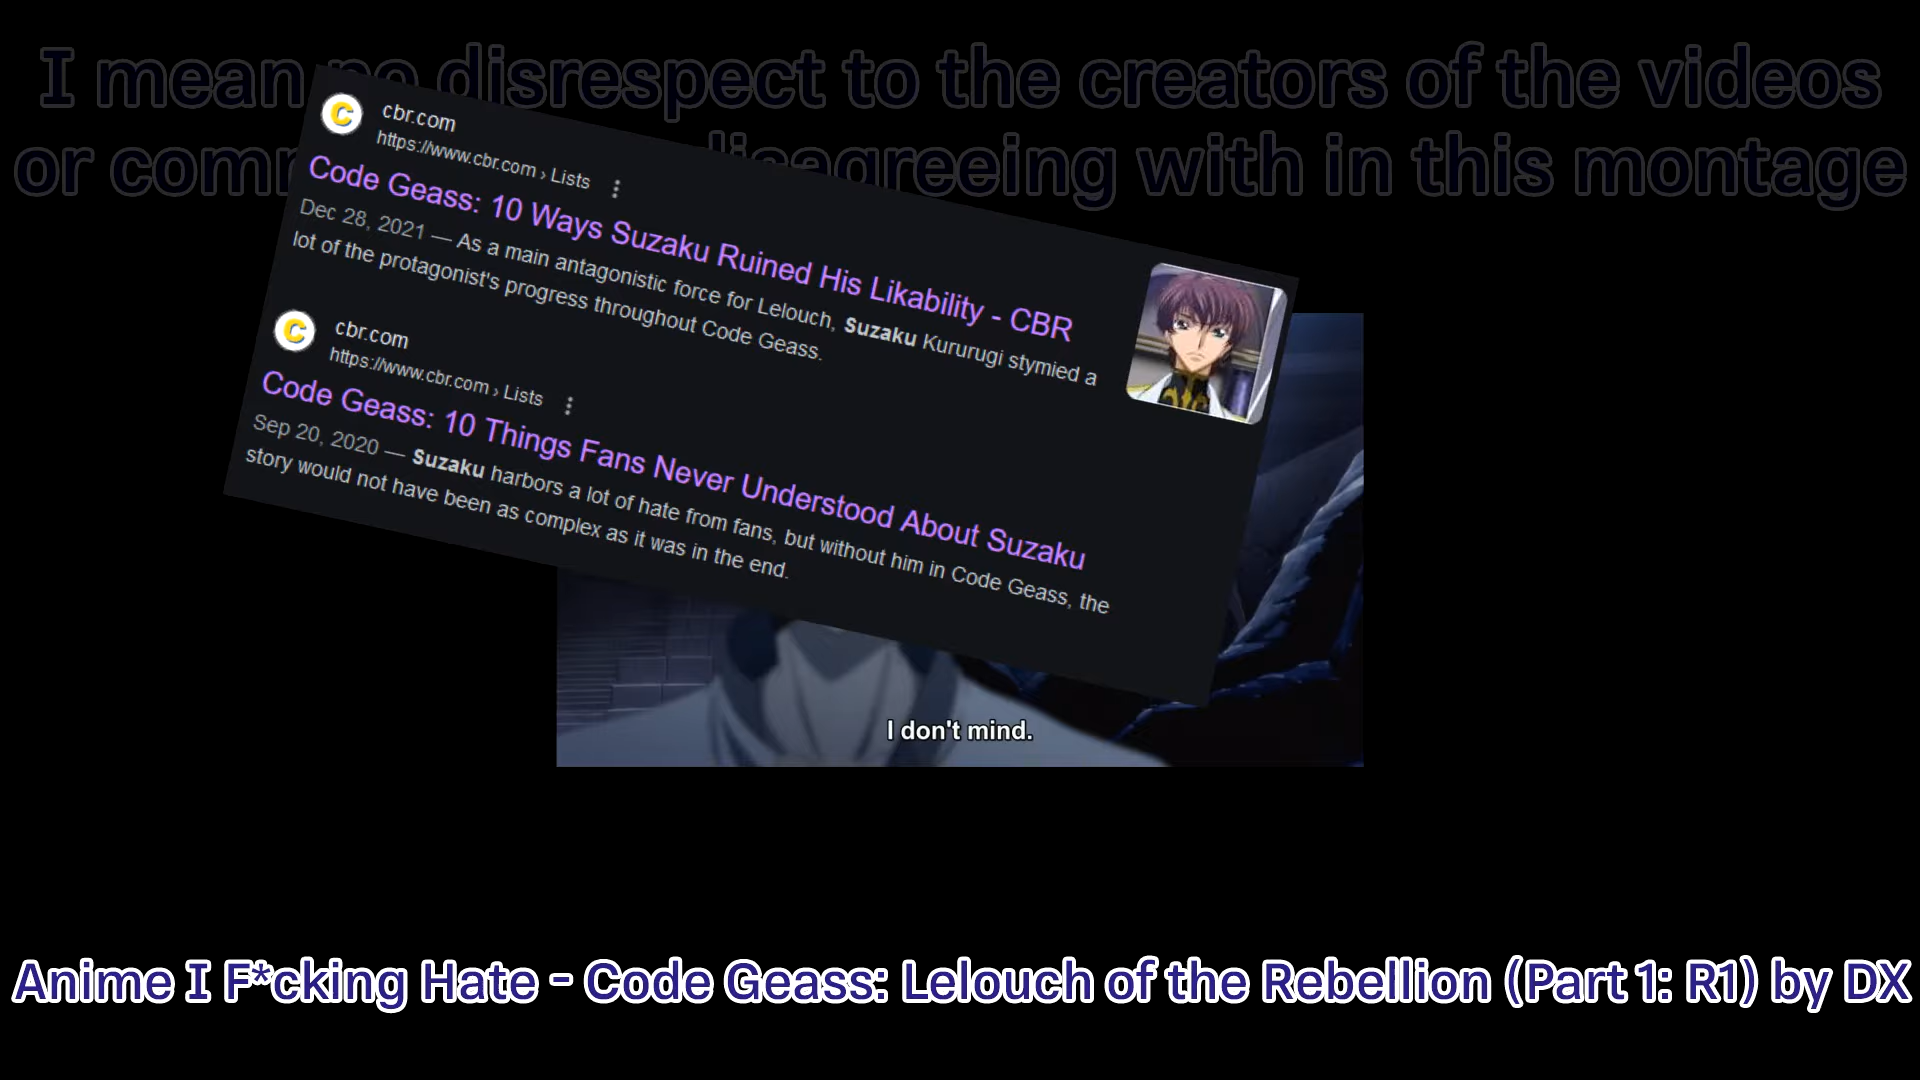 I mean no disrespect to the creators of the videos
or comm disagreeing with in this montage
cbr.com
https://www.cbr.com › Lists
Code Geass: 10 Ways Suzaku Ruined His Likability - CBR
Dec 28, 2021 — As a main antagonistic force for Lelouch, Suzaku Kururugi stymied a
lot of the protagonist's progress throughout Code Geass.
cbr.com
https://www.cbr.com › Lists
Code Geass: 10 Things Fans Never Understood About Suzaku
Sep 20, 2020 — Suzaku harbors a lot of hate from fans, but without him in Code Geass, the
story would not have been as complex as it was in the end.
I don't mind.
Anime I F*cking Hate - Code Geass: Lelouch of the Rebellion (Part 1: R1) by DX